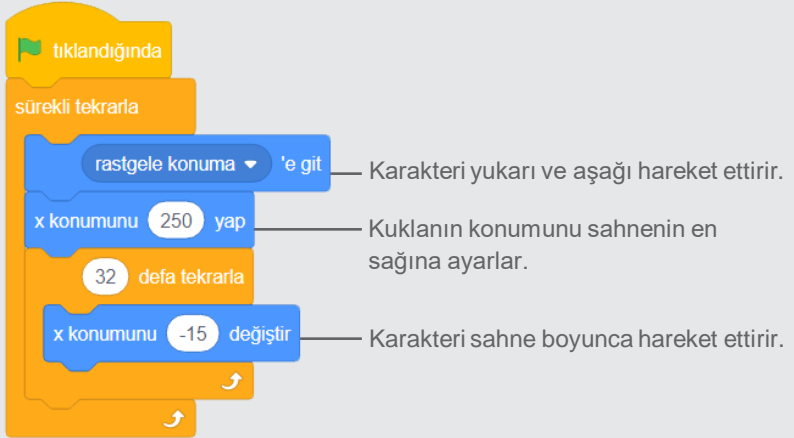 tıklandığında
sürekli tekrarla
rastgele konuma 'e git
Karakteri yukarı ve aşağı hareket ettirir.
x konumunu 250 yap
Kuklanın konumunu sahnenin en
sağına ayarlar.
32 defa tekrarla
x konumunu -15 değiştir
Karakteri sahne boyunca hareket ettirir.